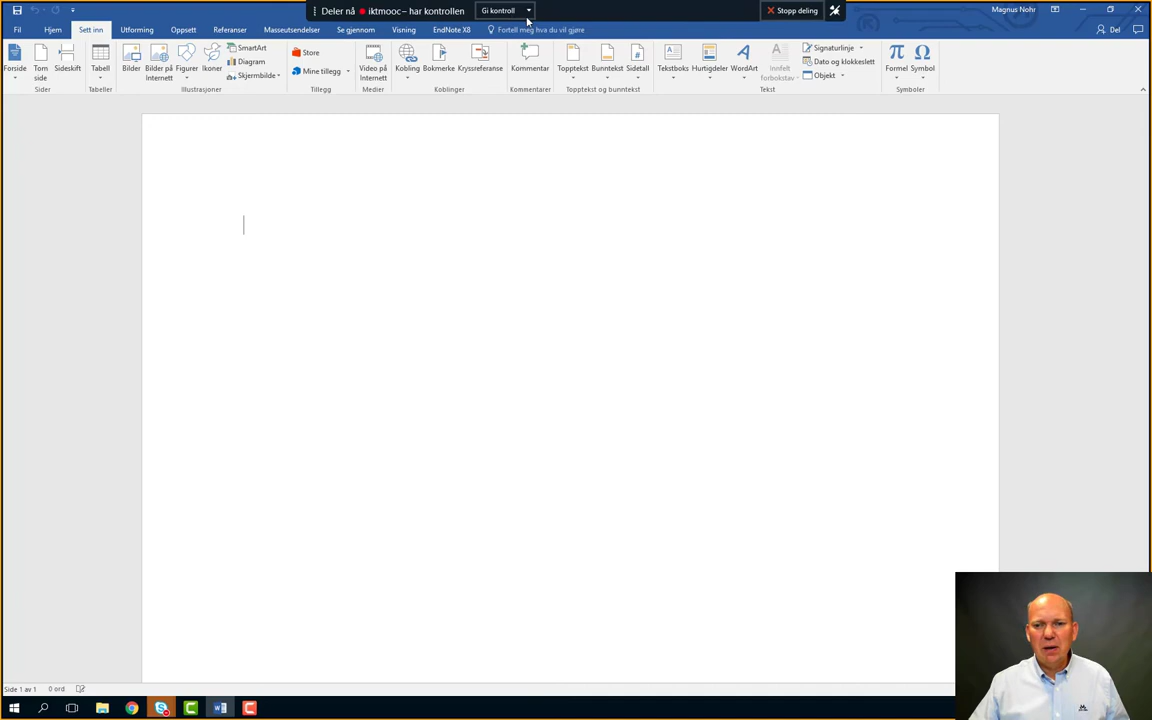 Deler nå iktmooc– har kontrollen Gi kontroll Stopp deling Magnus Nohr
Fil Hjem Sett inn Utforming Oppsett Referanser Masseutsendelser Se gjennom Visning EndNote X8 Fortell meg hva du vil gjøre Del
Forside
Tom side
Sideskift
Sider
Tabell
Tabeller
Bilder
Bilder på Internett
Figurer
Ikoner
SmartArt
Diagram
Skjermbilde
Illustrasjoner
Store
Mine tillegg
Tillegg
Video på Internett
Medier
Kobling
Bokmerke
Kryssreferanse
Koblinger
Kommentar
Kommentarer
Topptekst
Bunntekst
Sidetall
Topptekst og bunntekst
Tekstboks
Hurtigdeler
WordArt
Innfelt forbokstav
Signaturlinje
Dato og klokkeslett
Objekt
Tekst
Formel
Symbol
Symboler
Side 1 av 1 0 ord